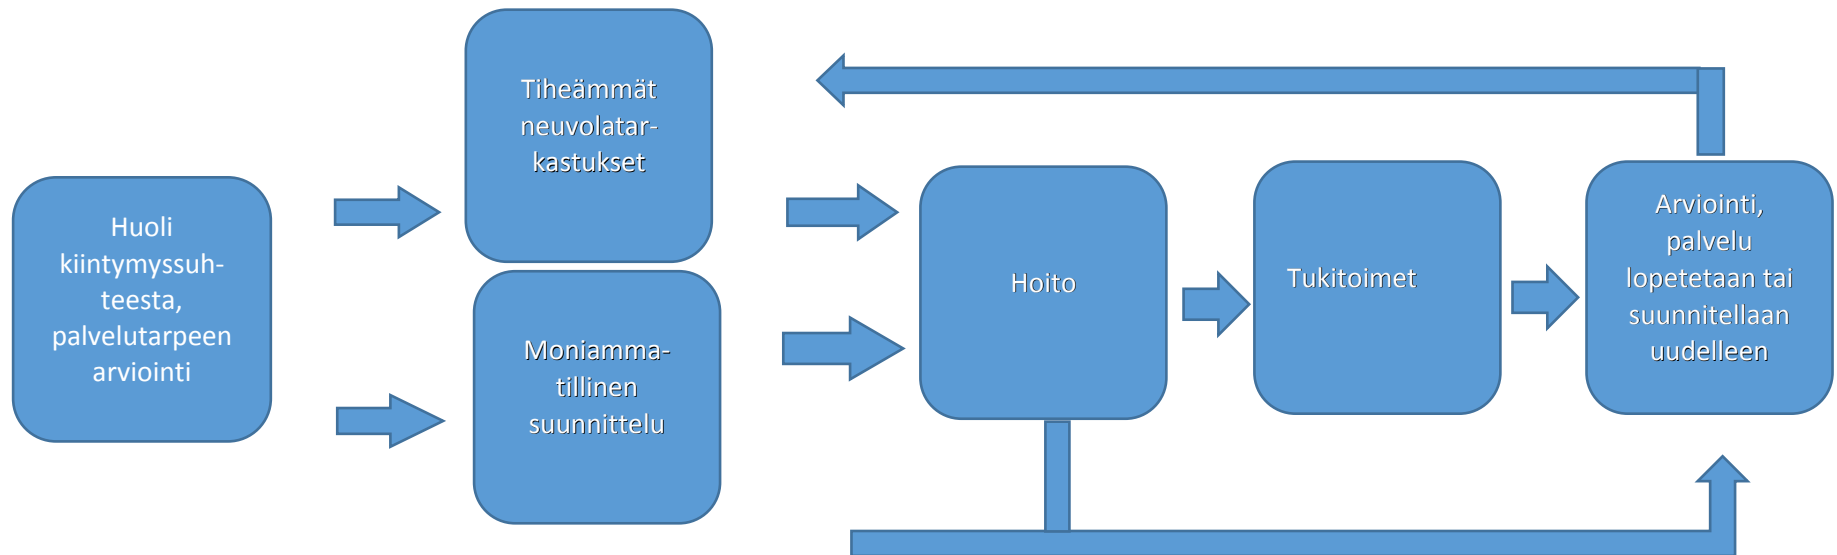 Huoli
kiintymyssuh-
teesta,
palvelutarpeen
arviointi
Tiheämmät
neuvolatar-
kastukset
Moniamma-
tillinen
suunnittelu
Hoito
Tukitoimet
Arviointi,
palvelu
lopetetaan tai
suunnitellaan
uudelleen